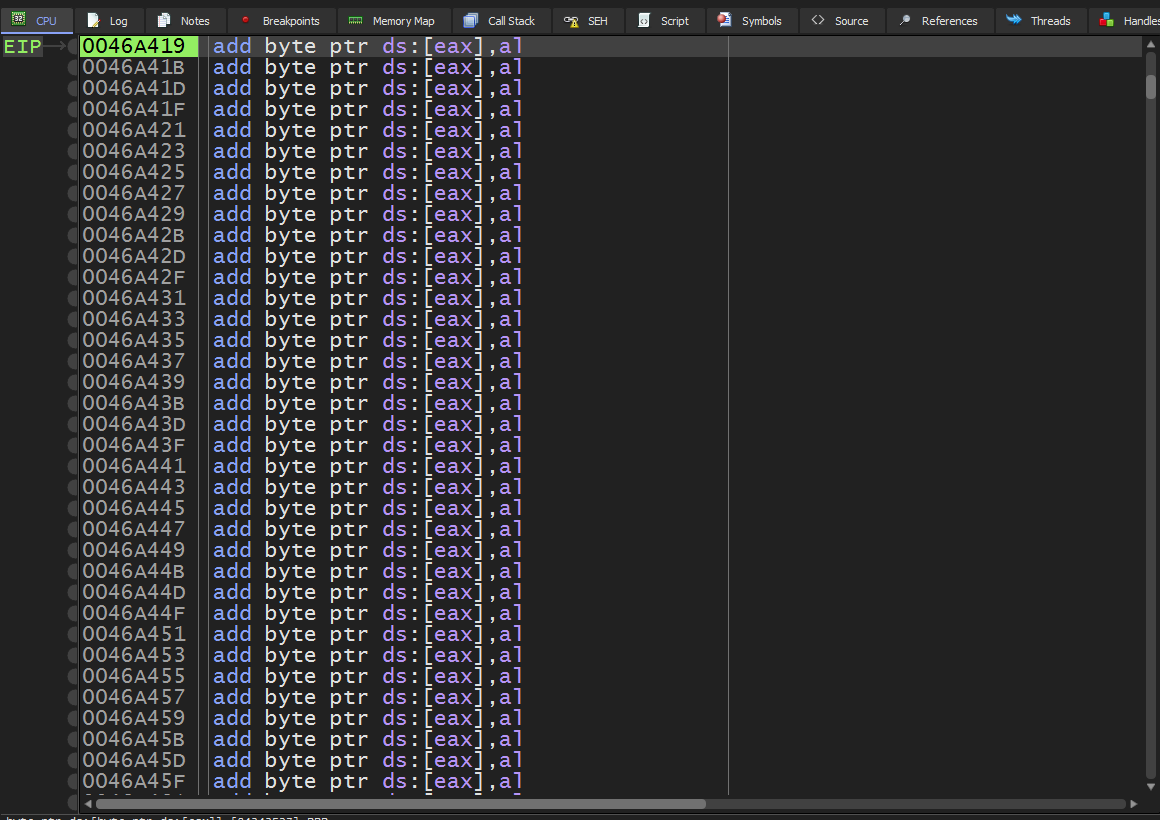 CPU Log Notes Breakpoints Memory Map Call Stack SEH Script Symbols Source References Threads Handles
EIP 0046A419 add byte ptr ds:[eax],al
0046A41B add byte ptr ds:[eax],al
0046A41D add byte ptr ds:[eax],al
0046A41F add byte ptr ds:[eax],al
0046A421 add byte ptr ds:[eax],al
0046A423 add byte ptr ds:[eax],al
0046A425 add byte ptr ds:[eax],al
0046A427 add byte ptr ds:[eax],al
0046A429 add byte ptr ds:[eax],al
0046A42B add byte ptr ds:[eax],al
0046A42D add byte ptr ds:[eax],al
0046A42F add byte ptr ds:[eax],al
0046A431 add byte ptr ds:[eax],al
0046A433 add byte ptr ds:[eax],al
0046A435 add byte ptr ds:[eax],al
0046A437 add byte ptr ds:[eax],al
0046A439 add byte ptr ds:[eax],al
0046A43B add byte ptr ds:[eax],al
0046A43D add byte ptr ds:[eax],al
0046A43F add byte ptr ds:[eax],al
0046A441 add byte ptr ds:[eax],al
0046A443 add byte ptr ds:[eax],al
0046A445 add byte ptr ds:[eax],al
0046A447 add byte ptr ds:[eax],al
0046A449 add byte ptr ds:[eax],al
0046A44B add byte ptr ds:[eax],al
0046A44D add byte ptr ds:[eax],al
0046A44F add byte ptr ds:[eax],al
0046A451 add byte ptr ds:[eax],al
0046A453 add byte ptr ds:[eax],al
0046A455 add byte ptr ds:[eax],al
0046A457 add byte ptr ds:[eax],al
0046A459 add byte ptr ds:[eax],al
0046A45B add byte ptr ds:[eax],al
0046A45D add byte ptr ds:[eax],al
0046A45F add byte ptr ds:[eax],al